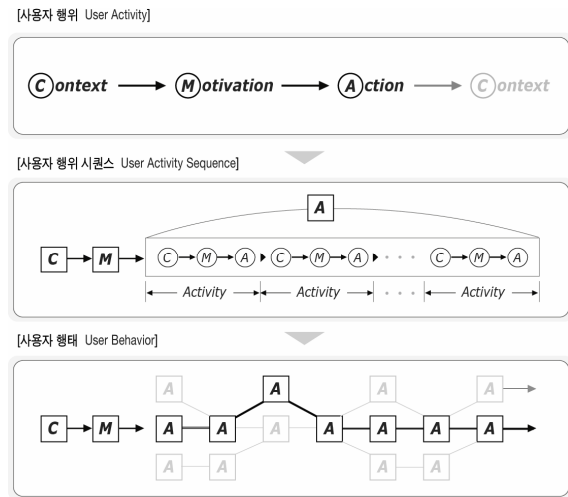 [사용자 행위 User Activity]
Context Motivation Action Context
[사용자 행위 시퀀스 User Activity Sequence]
A
C M C M A C M A · · · C M A
Activity Activity · · · Activity
[사용자 행태 User Behavior]
A A A A
C M A A A A A A A
A A A A